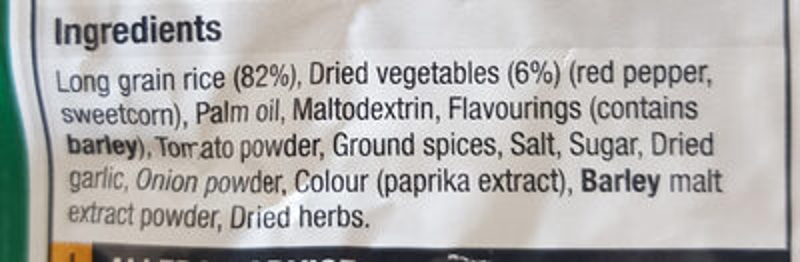 Ingredients
Long grain rice (82%), Dried vegetables (6%) (red pepper,
sweetcorn), Palm oil, Maltodextrin, Flavourings (contains
barley), Tomato powder, Ground spices, Salt, Sugar, Dried
garlic, Onion powder, Colour (paprika extract), Barley malt
extract powder, Dried herbs.